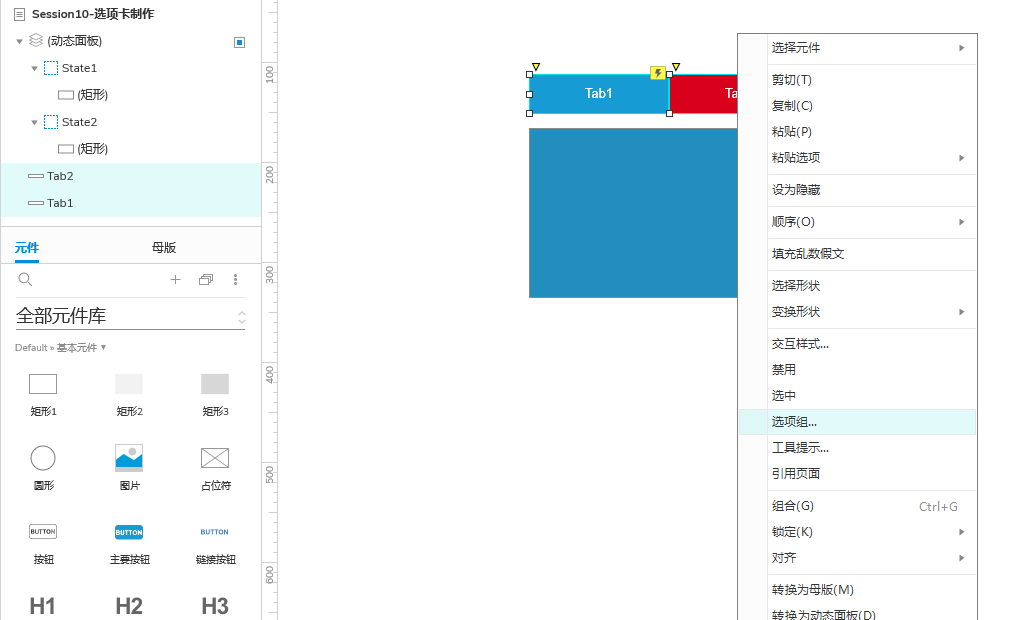 Session10-选项卡制作
(动态面板)
State1
(矩形)
State2
(矩形)
Tab2
Tab1
元件
母版
全部元件库
Default » 基本元件 ▾
矩形1
矩形2
矩形3
圆形
图片
占位符
BUTTON
BUTTON
BUTTON
按钮
主要按钮
链接按钮
H1
H2
H3
100
200
300
400
500
600
Tab1
Ta
选择元件
剪切(T)
复制(C)
粘贴(P)
粘贴选项
设为隐藏
顺序(O)
填充乱数假文
选择形状
变换形状
交互样式...
禁用
选中
选项组...
工具提示...
引用页面
组合(G) Ctrl+G
锁定(K)
对齐
转换为母版(M)
转换为动态面板(D)